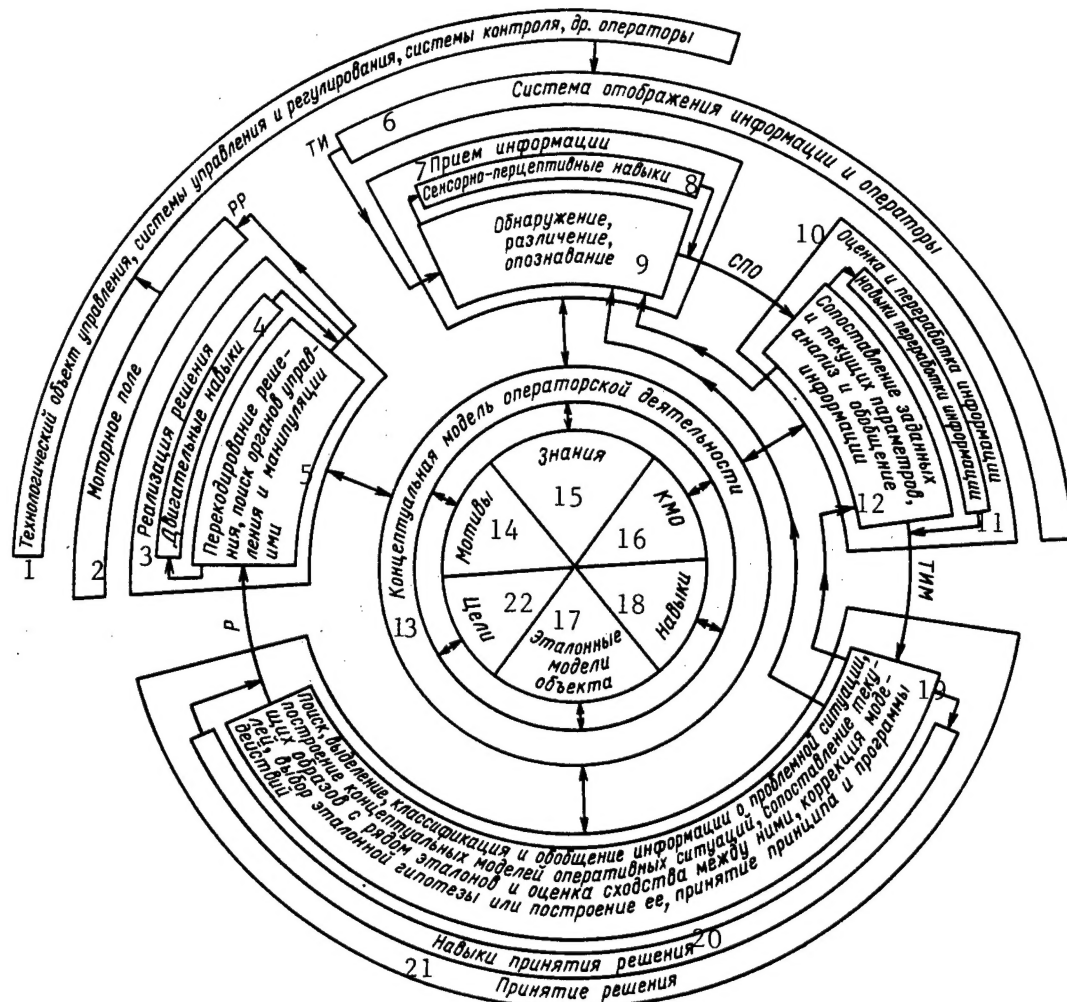 Технологический объект управления, системы управления и регулирования, системы контроля, др. операторы
1
Моторное поле
2
РР
Реализация решения
3
Двигательные навыки
4
Перекодирование реше-
ния, поиск органов управ-
ления и манипуляции
ими
5
Система отображения информации и операторы
6
ТИ
7
Прием информации
Сенсорно-перцептивные навыки
8
Обнаружение,
различение,
опознавание
9
СПО
10
Оценка и переработка информации
Навыки переработки информации
11
Сопоставление заданных
и текущих параметров,
анализ и обобщение
информации
12
ТИМ
Концептуальная модель операторской деятельности
13
Мотивы
14
Знания
15
КМО
16
Эталонные
модели
объекта
17
Навыки
18
Цели
22
Р
19
Поиск, выделение, классификация и обобщение информации о проблемной ситуации,
построение концептуальных моделей оперативных ситуаций, сопоставление теку-
щих образов с рядом эталонов и оценка сходства между ними, коррекция моде-
лей, выбор эталонной гипотезы или построение ее, принятие принципа и программы
действий
Навыки принятия решения
20
21
Принятие решения